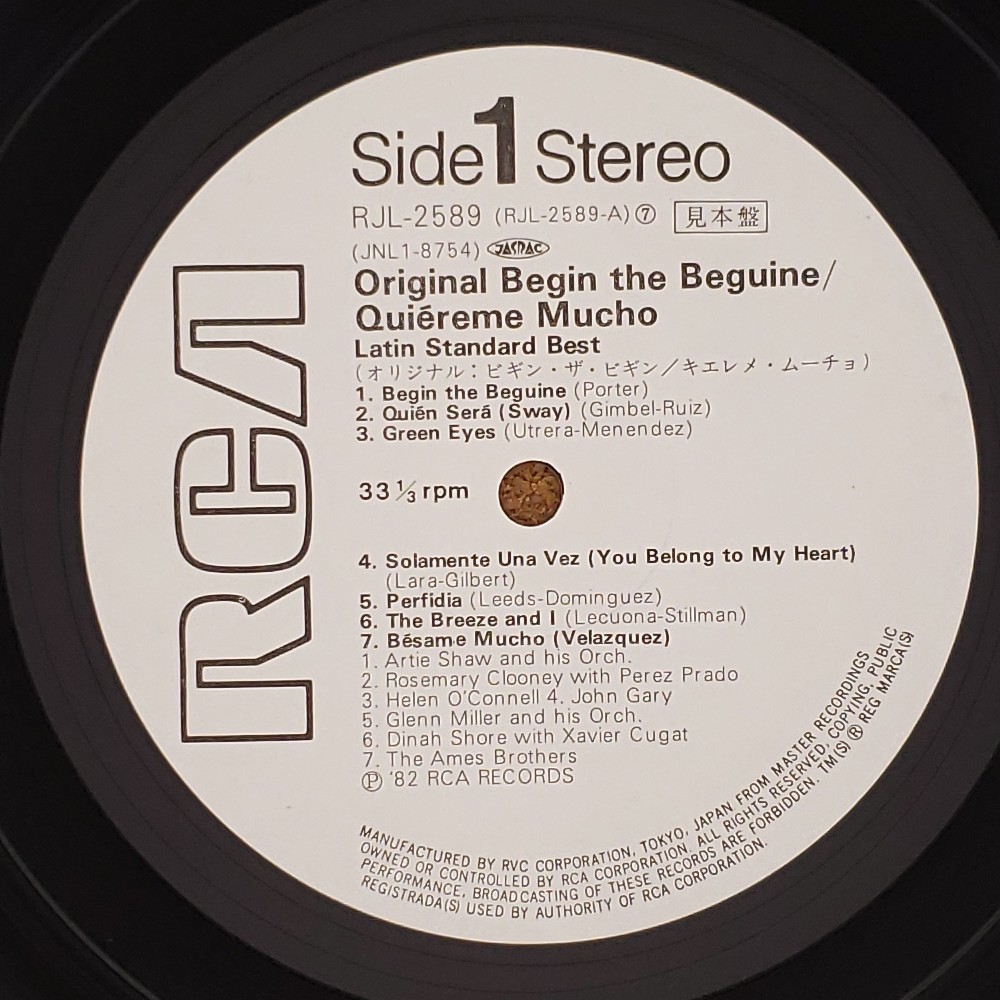 RCA
Side 1 Stereo
RJL-2589 (RJL-2589-A) ⑦ 見本盤
(JNL1-8754) JASRAC
Original Begin the Beguine/
Quiéreme Mucho
Latin Standard Best
(オリジナル：ビギン・ザ・ビギン／キエレメ・ムーチョ)
1. Begin the Beguine (Porter)
2. Quién Será (Sway) (Gimbel-Ruiz)
3. Green Eyes (Utrera-Menendez)
33 1/3 rpm
4. Solamente Una Vez (You Belong to My Heart)
(Lara-Gilbert)
5. Perfidia (Leeds-Dominguez)
6. The Breeze and I (Lecuona-Stillman)
7. Bésame Mucho (Velazquez)
1. Artie Shaw and his Orch.
2. Rosemary Clooney with Perez Prado
3. Helen O'Connell 4. John Gary
5. Glenn Miller and his Orch.
6. Dinah Shore with Xavier Cugat
7. The Ames Brothers
Ⓟ '82 RCA RECORDS
MANUFACTURED BY RVC CORPORATION, TOKYO, JAPAN FROM MASTER RECORDINGS
OWNED OR CONTROLLED BY RCA CORPORATION. ALL RIGHTS RESERVED, COPYING, PUBLIC
PERFORMANCE, BROADCASTING OF THESE RECORDS ARE FORBIDDEN. TM(S) ® REG MARCA(S)
REGISTRADA(S) USED BY AUTHORITY OF RCA CORPORATION.